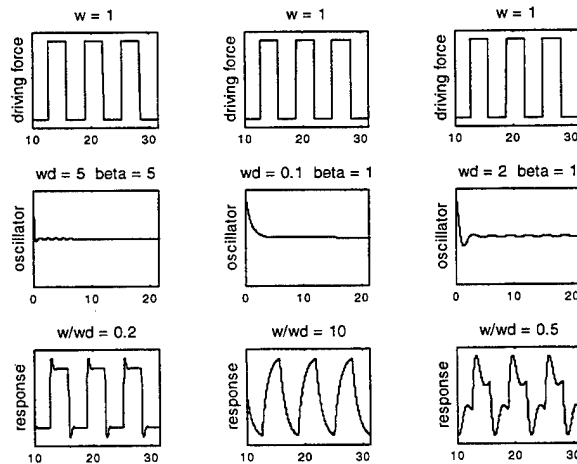 w = 1
w = 1
w = 1
driving force
driving force
driving force
10 20 30
10 20 30
10 20 30
wd = 5 beta = 5
wd = 0.1 beta = 1
wd = 2 beta = 1
oscillator
oscillator
oscillator
0 10 20
0 10 20
0 10 20
w/wd = 0.2
w/wd = 10
w/wd = 0.5
response
response
response
10 20 30
10 20 30
10 20 30